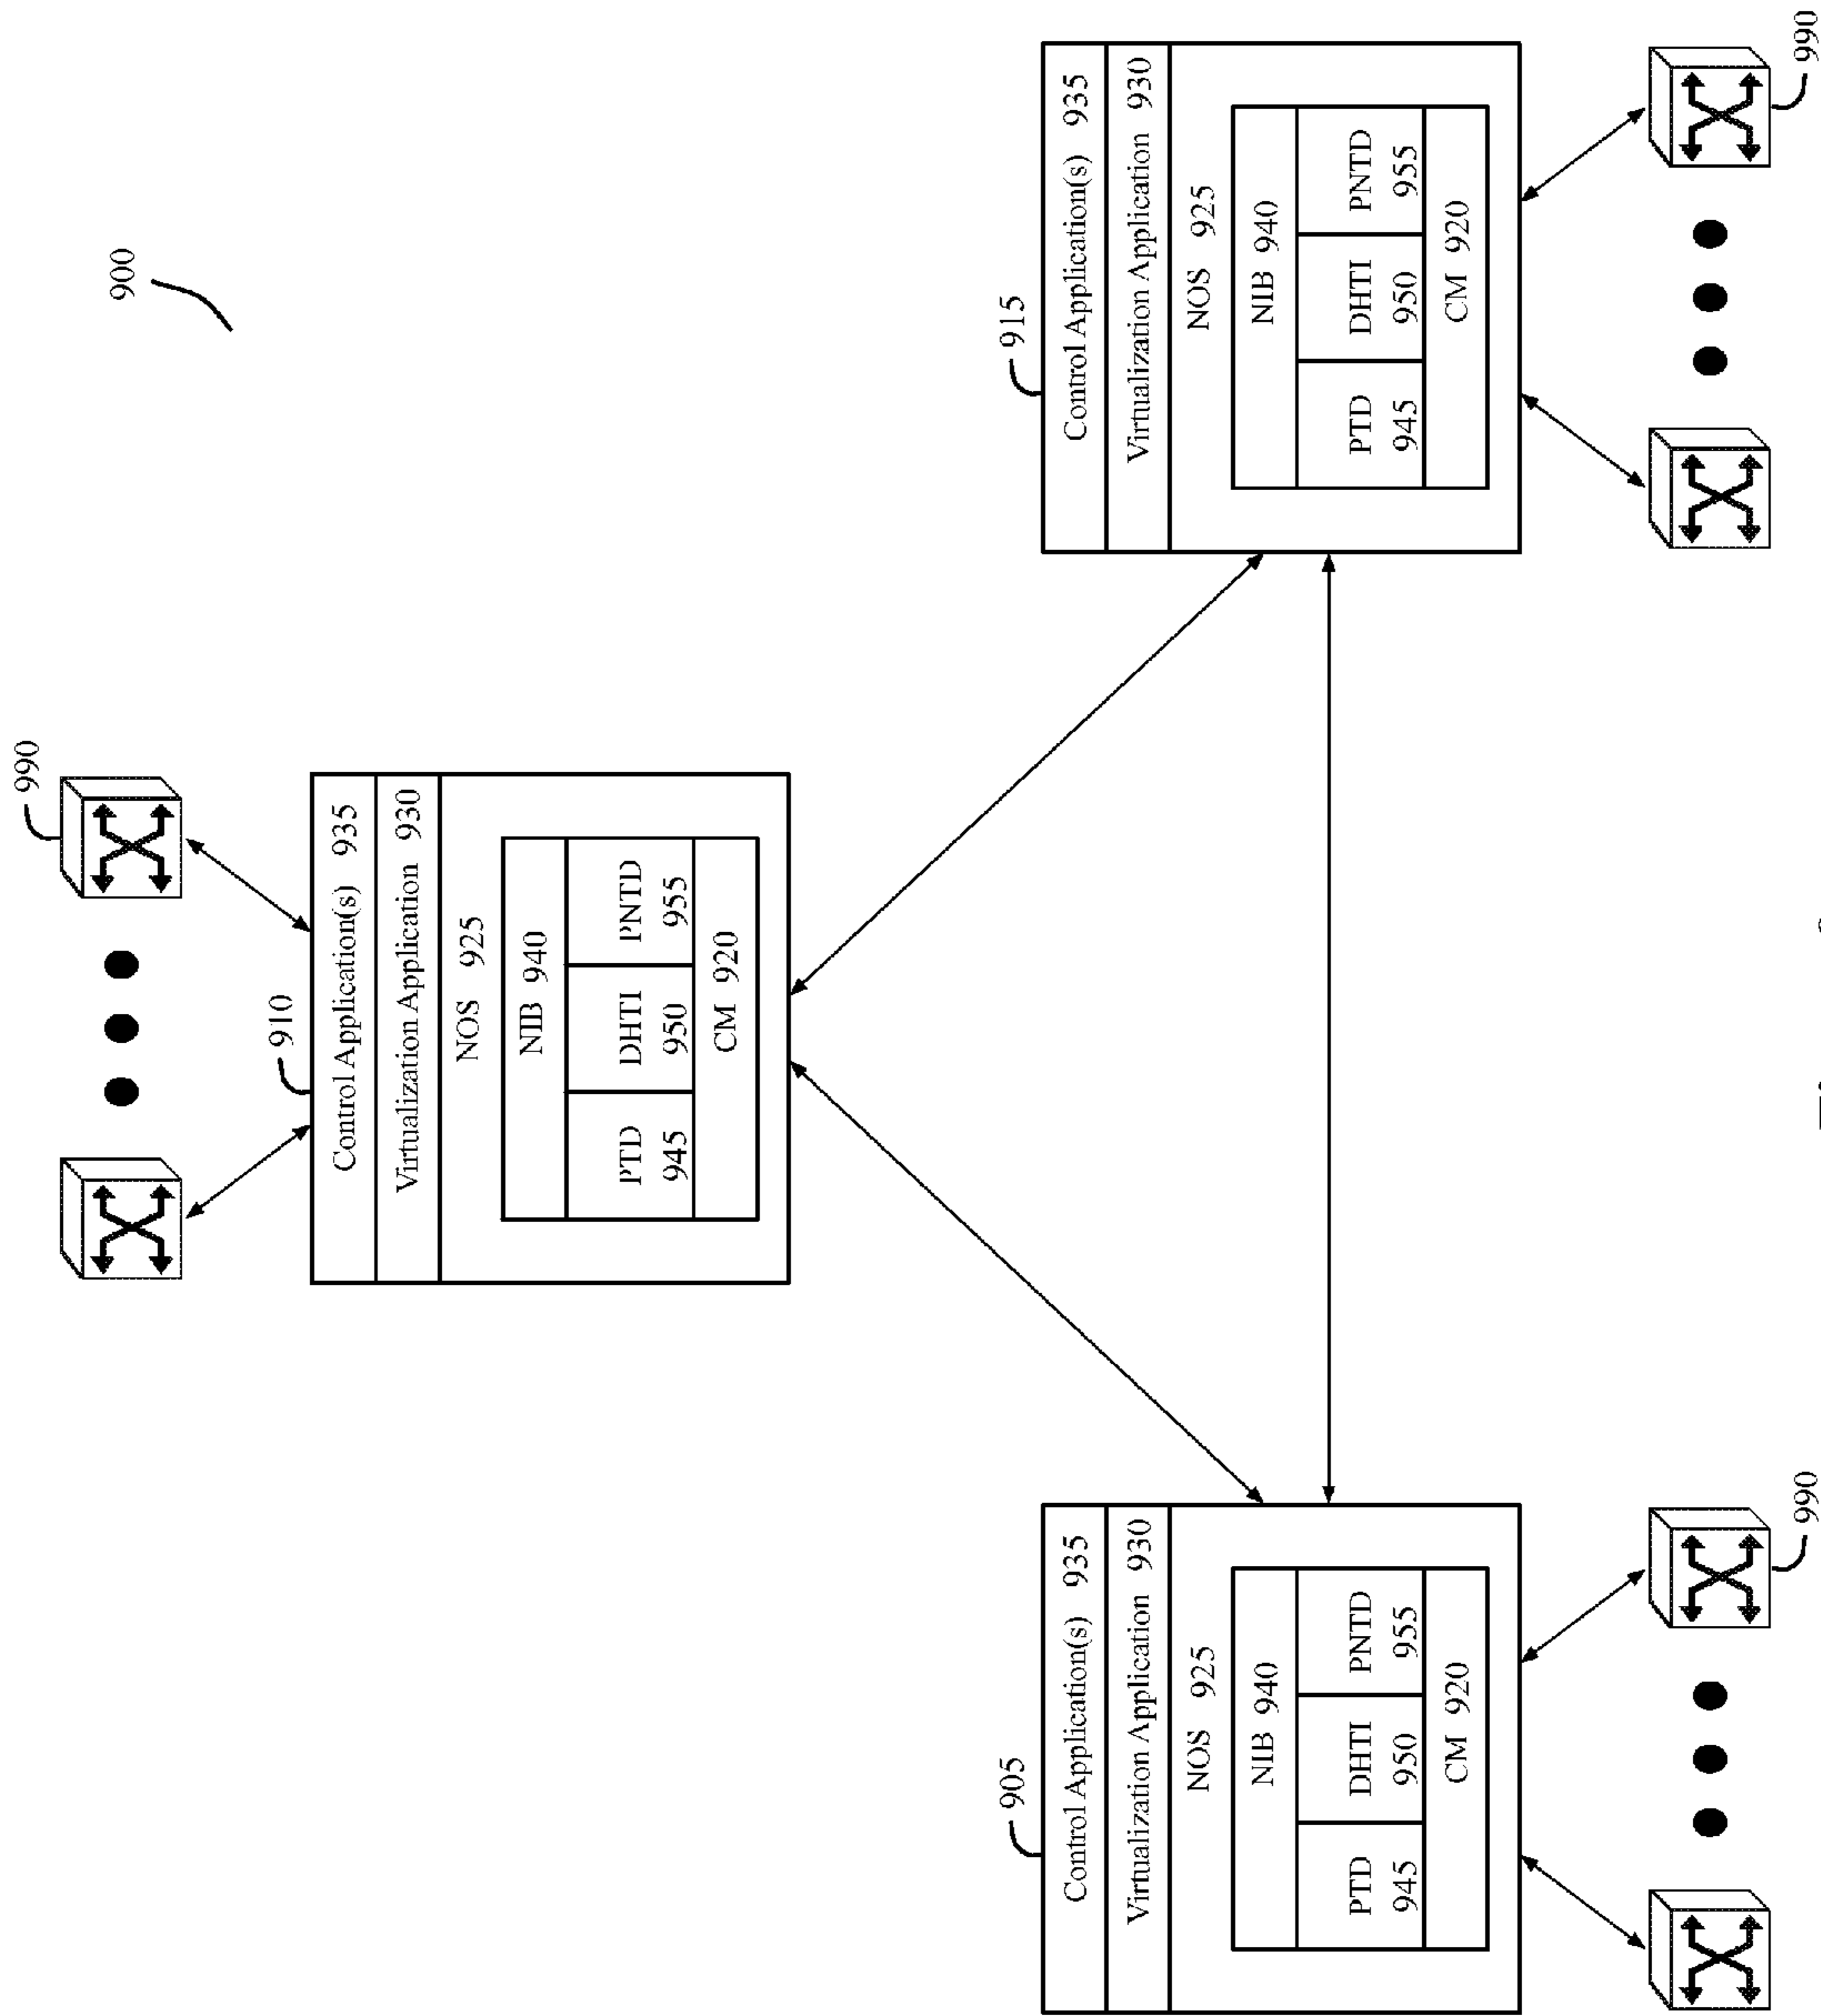 900
990
910
Control Application(s) 935
Virtualization Application 930
NOS 925
NIB 940
PTD 945
DHTI 950
PNTD 955
CM 920
905
Control Application(s) 935
Virtualization Application 930
NOS 925
NIB 940
PTD 945
DHTI 950
PNTD 955
CM 920
990
915
Control Application(s) 935
Virtualization Application 930
NOS 925
NIB 940
PTD 945
DHTI 950
PNTD 955
CM 920
990